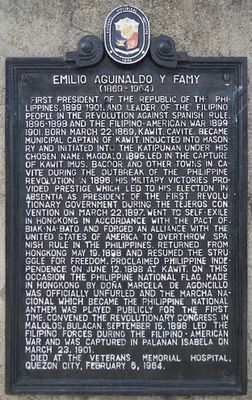 EMILIO AGUINALDO Y FAMY
(1869-1964)
FIRST PRESIDENT OF THE REPUBLIC OF THE PHI-
LIPPINES, 1899-1901, AND LEADER OF THE FILIPINO
PEOPLE IN THE REVOLUTION AGAINST SPANISH RULE,
1896-1898 AND THE FILIPINO-AMERICAN WAR 1899
1901. BORN MARCH 22, 1869, KAWIT, CAVITE. BECAME
MUNICIPAL CAPTAIN OF KAWIT, INDUCTED INTO MASON-
RY AND INITIATED INTO THE KATIPUNAN UNDER HIS
CHOSEN NAME, MAGDALO, 1895. LED IN THE CAPTURE
OF KAWIT, IMUS, BACOOR AND OTHER TOWNS IN CA-
VITE DURING THE OUTBREAK OF THE PHILIPPINE
REVOLUTION IN 1896. HIS MILITARY VICTORIES PRO-
VIDED PRESTIGE WHICH LED TO HIS ELECTION IN
ABSENTIA AS PRESIDENT OF THE FIRST REVOLU-
TIONARY GOVERNMENT DURING THE TEJEROS CON-
VENTION ON MARCH 22, 1897. WENT TO SELF-EXILE
IN HONGKONG IN ACCORDANCE WITH THE PACT OF
BIAK-NA-BATO AND FORGED AN ALLIANCE WITH THE
UNITED STATES OF AMERICA TO OVERTHROW SPA-
NISH RULE IN THE PHILIPPINES. RETURNED FROM
HONGKONG MAY 19, 1898 AND RESUMED THE STRUG-
GLE FOR FREEDOM. PROCLAIMED PHILIPPINE INDE-
PENDENCE ON JUNE 12, 1898 AT KAWIT. ON THIS
OCCASION THE PHILIPPINE NATIONAL FLAG MADE
IN HONGKONG BY DOÑA MARCELA DE AGONCILLO
WAS OFFICIALLY UNFURLED AND THE MARCHA NA-
CIONAL WHICH BECAME THE PHILIPPINE NATIONAL
ANTHEM WAS PLAYED PUBLICLY FOR THE FIRST
TIME. CONVENED THE REVOLUTIONARY CONGRESS IN
MALOLOS, BULACAN, SEPTEMBER 15, 1898 LED THE
FILIPINO FORCES DURING THE FILIPINO-AMERICAN
WAR AND WAS CAPTURED IN PALANAN ISABELA ON
MARCH 23, 1901.
DIED AT THE VETERANS MEMORIAL HOSPITAL,
QUEZON CITY, FEBRUARY 6, 1964.